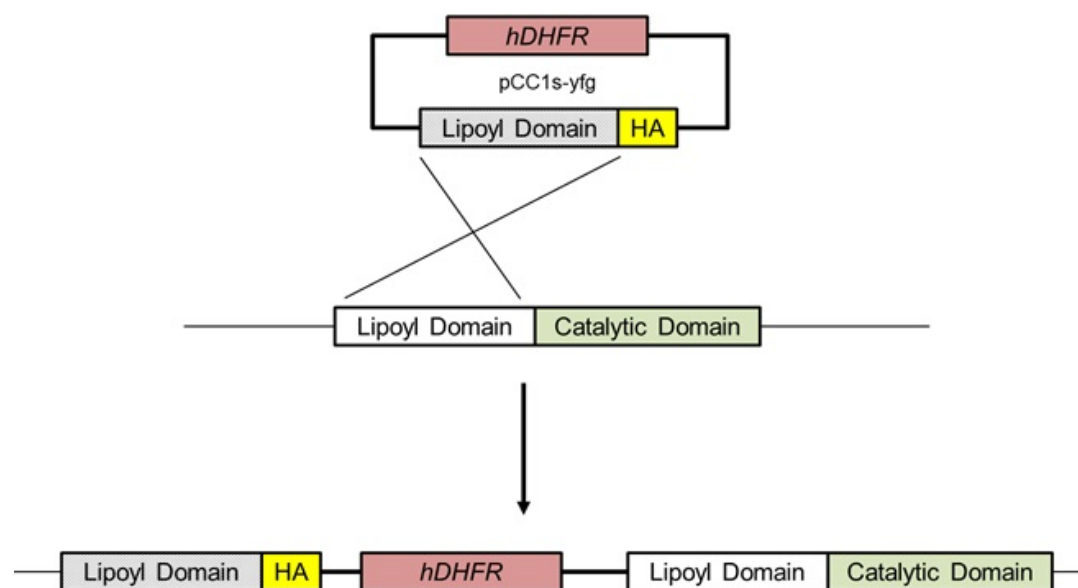 hDHFR
pCC1s-yfg
Lipoyl Domain HA
Lipoyl Domain Catalytic Domain
Lipoyl Domain HA hDHFR Lipoyl Domain Catalytic Domain